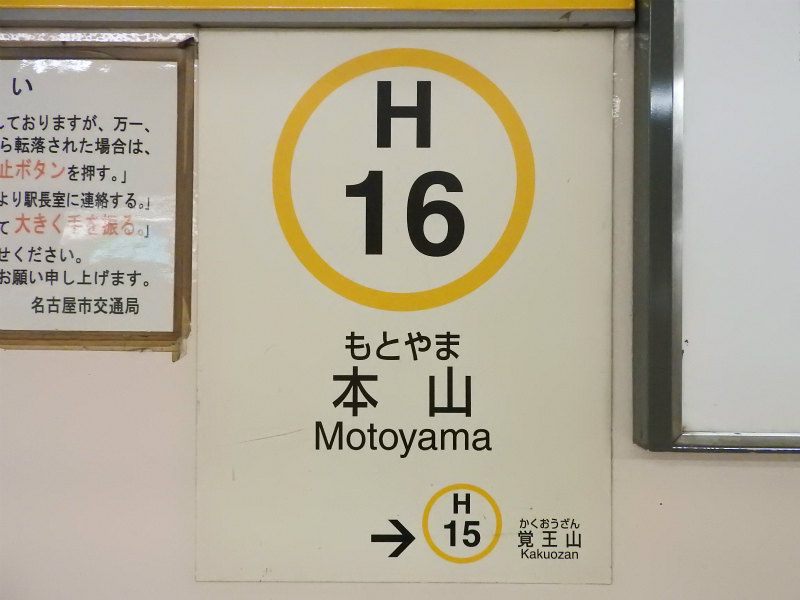 い
ておりますが、万一、
ら転落された場合は、
止ボタンを押す。」
より駅長室に連絡する。」
て大きく手を振る。」
せください。
お願い申し上げます。
名古屋市交通局
H
16
もとやま
本山
Motoyama
→ H
15
かくおうざん
覚王山
Kakuozan